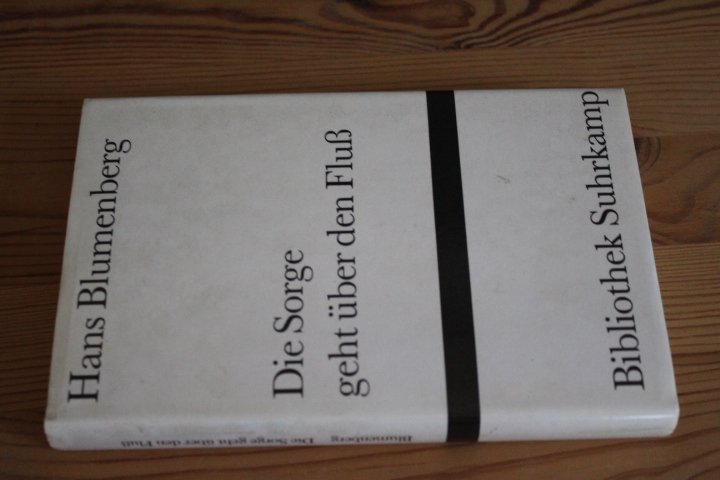 Hans Blumenberg
Die Sorge
geht über den Fluß
Bibliothek Suhrkamp
Blumenberg Die Sorge geht über den Fluß